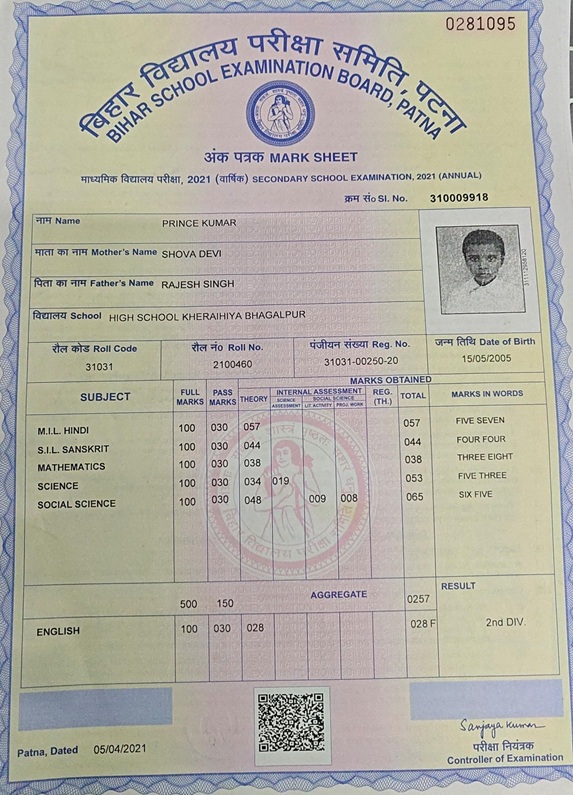 0281095
बिहार विद्यालय परीक्षा समिति, पटना
BIHAR SCHOOL EXAMINATION BOARD, PATNA
अंक पत्रक MARK SHEET
माध्यमिक विद्यालय परीक्षा, 2021 (वार्षिक) SECONDARY SCHOOL EXAMINATION, 2021 (ANNUAL)
क्रम सं० Sl. No. 310009918
नाम Name PRINCE KUMAR
माता का नाम Mother's Name SHOVA DEVI
पिता का नाम Father's Name RAJESH SINGH
विद्यालय School HIGH SCHOOL KHERAIHIYA BHAGALPUR
रौल कोड Roll Code रौल नं० Roll No. पंजीयन संख्या Reg. No. जन्म तिथि Date of Birth
31031 2100460 31031-00250-20 15/05/2005
MARKS OBTAINED
SUBJECT FULL MARKS PASS MARKS THEORY INTERNAL ASSESSMENT SCIENCE ASSESSMENT SOCIAL SCIENCE LIT. ACTIVITY PROJ. WORK REG. (TH.) TOTAL MARKS IN WORDS
M.I.L. HINDI 100 030 057 057 FIVE SEVEN
S.I.L. SANSKRIT 100 030 044 044 FOUR FOUR
MATHEMATICS 100 030 038 038 THREE EIGHT
SCIENCE 100 030 034 019 053 FIVE THREE
SOCIAL SCIENCE 100 030 048 009 008 065 SIX FIVE
500 150 AGGREGATE 0257 RESULT
ENGLISH 100 030 028 028 F 2nd DIV.
Sanjaya Kumar
Patna, Dated 05/04/2021
परीक्षा नियंत्रक
Controller of Examination